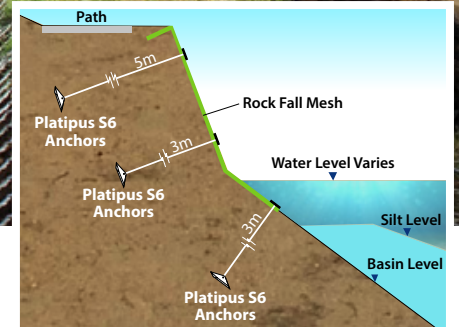 Path
5m
Rock Fall Mesh
Platipus S6
Anchors
3m
Water Level Varies
Platipus S6
Anchors
3m
Silt Level
Basin Level
Platipus S6
Anchors